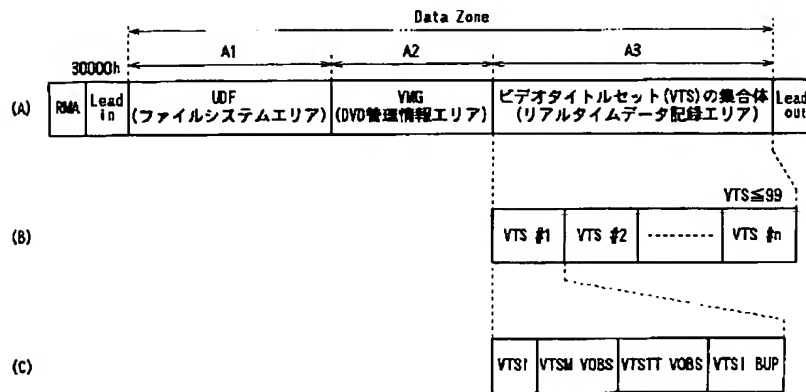 Data Zone
A1 A2 A3
30000h
(A) RMA Lead in UDF (ファイルシステムエリア) VMG (DVD管理情報エリア) ビデオタイトルセット(VTS)の集合体 (リアルタイムデータ記録エリア) Lead out
VTS≦99
(B) VTS #1 VTS #2 VTS #n
(C) VTSI VTSM VOBS VTSTT VOBS VTSI BUP